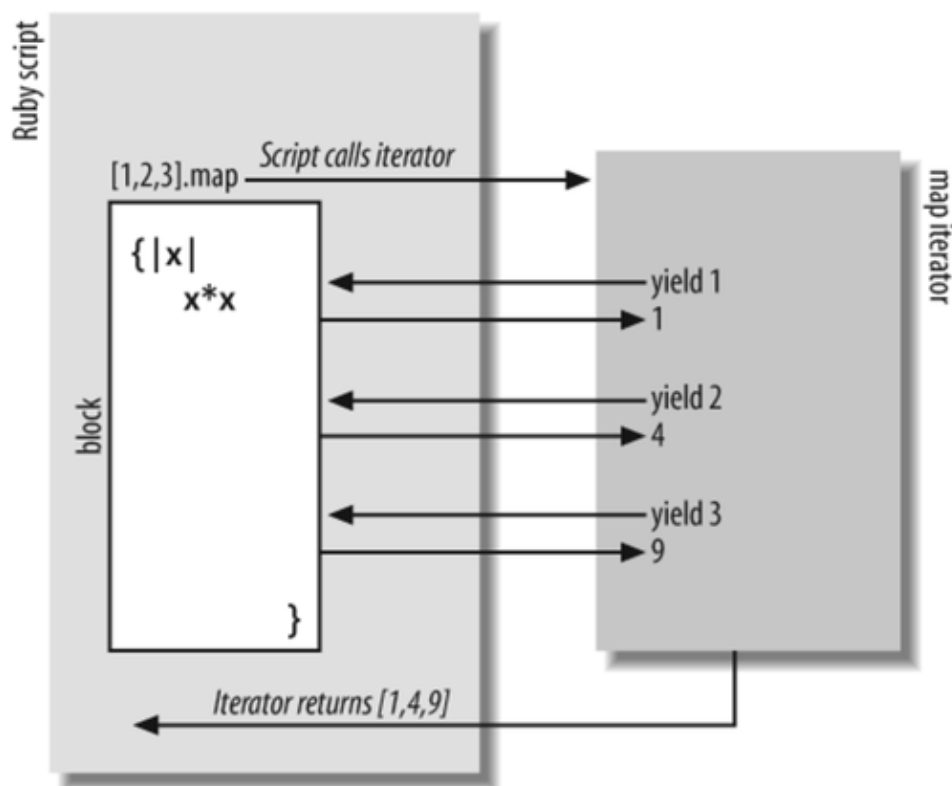 Ruby script
Script calls iterator
[1,2,3].map
map iterator
{|x|
x*x
yield 1
1
yield 2
4
block
yield 3
9
}
Iterator returns [1,4,9]